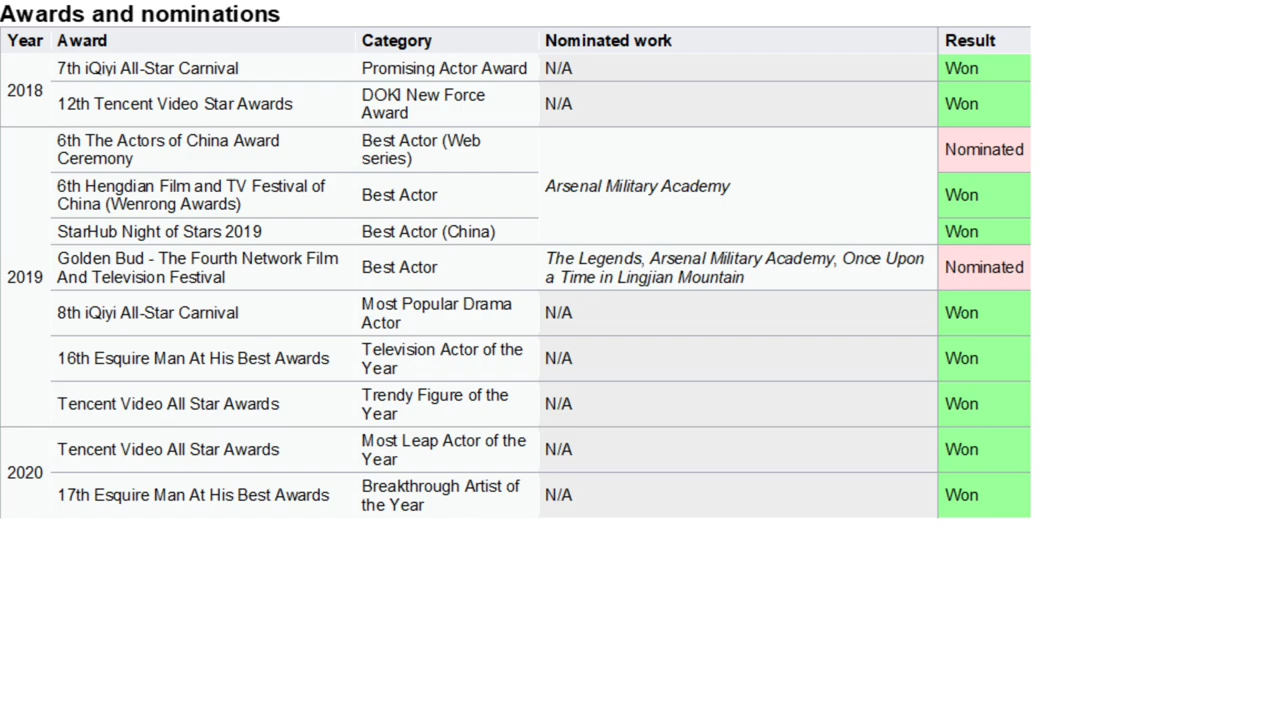 Awards and nominations
Year Award Category Nominated work Result
2018
7th iQiyi All-Star Carnival Promising Actor Award N/A Won
12th Tencent Video Star Awards DOKI New Force
Award N/A Won
2019
6th The Actors of China Award
Ceremony Best Actor (Web
series) Arsenal Military Academy Nominated
6th Hengdian Film and TV Festival of
China (Wenrong Awards) Best Actor Won
StarHub Night of Stars 2019 Best Actor (China) Won
Golden Bud - The Fourth Network Film
And Television Festival Best Actor The Legends, Arsenal Military Academy, Once Upon
a Time in Lingjian Mountain Nominated
8th iQiyi All-Star Carnival Most Popular Drama
Actor N/A Won
16th Esquire Man At His Best Awards Television Actor of the
Year N/A Won
Tencent Video All Star Awards Trendy Figure of the
Year N/A Won
2020
Tencent Video All Star Awards Most Leap Actor of the
Year N/A Won
17th Esquire Man At His Best Awards Breakthrough Artist of
the Year N/A Won